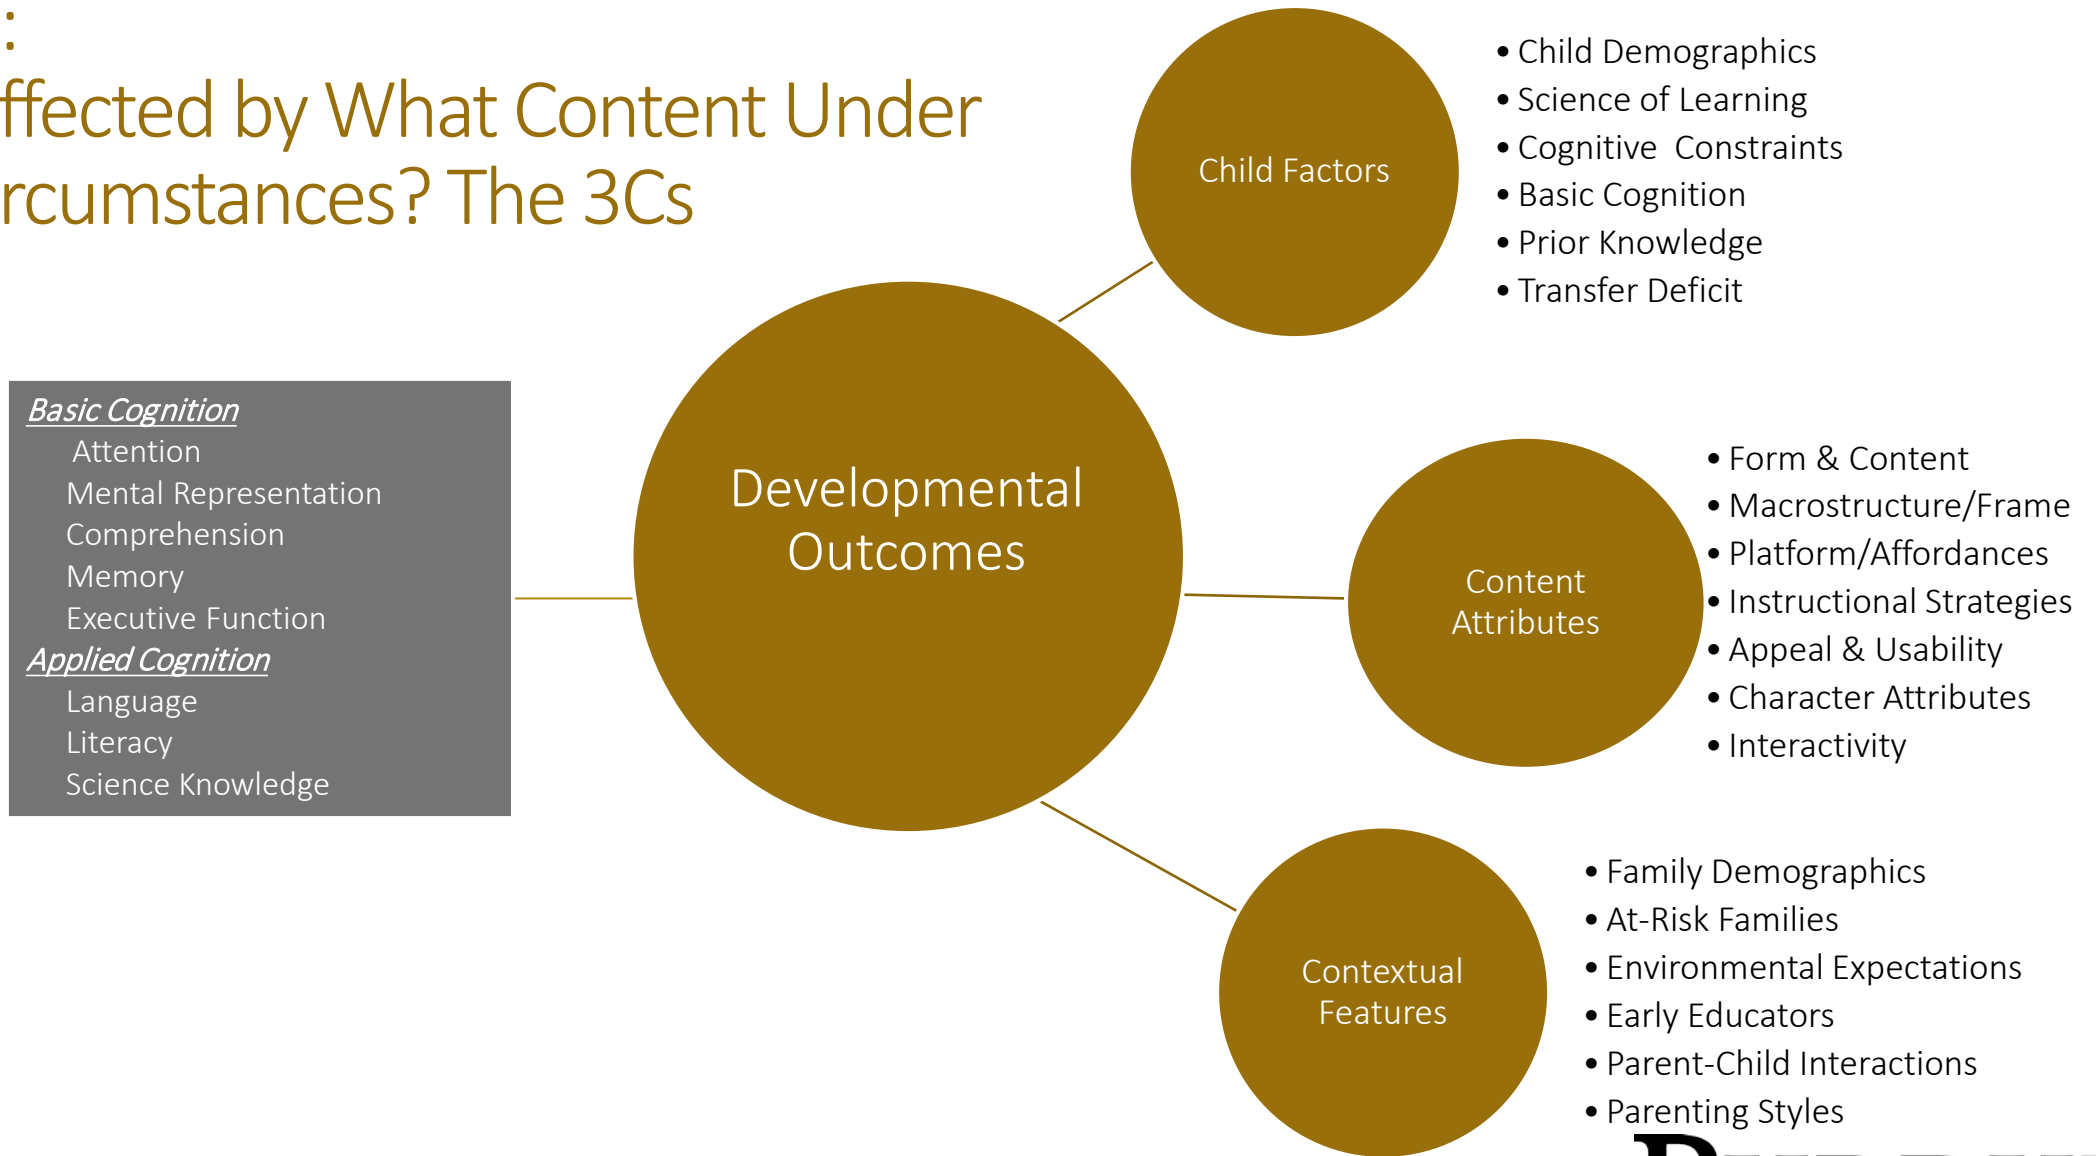 :
ffected by What Content Under
rcumstances? The 3Cs
Child Factors
• Child Demographics
• Science of Learning
• Cognitive Constraints
• Basic Cognition
• Prior Knowledge
• Transfer Deficit
Basic Cognition
Attention
Mental Representation
Comprehension
Memory
Executive Function
Applied Cognition
Language
Literacy
Science Knowledge
Developmental
Outcomes
Content
Attributes
• Form & Content
• Macrostructure/Frame
• Platform/Affordances
• Instructional Strategies
• Appeal & Usability
• Character Attributes
• Interactivity
Contextual
Features
• Family Demographics
• At-Risk Families
• Environmental Expectations
• Early Educators
• Parent-Child Interactions
• Parenting Styles